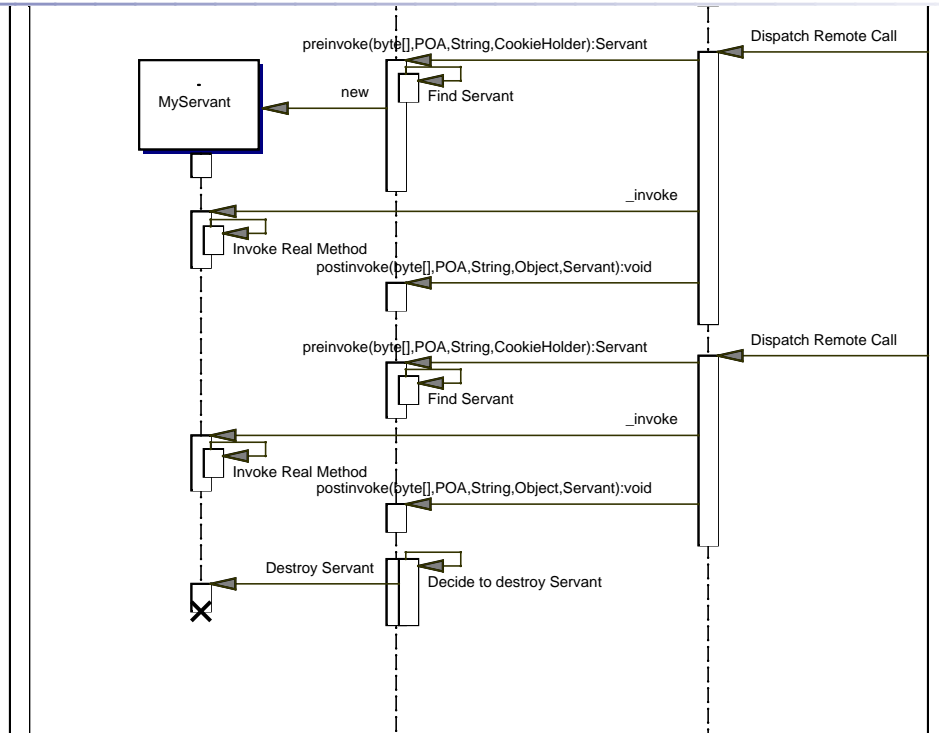 Dispatch Remote Call
preinvoke(byte[],POA,String,CookieHolder):Servant
-
MyServant
new
Find Servant
_invoke
Invoke Real Method
postinvoke(byte[],POA,String,Object,Servant):void
Dispatch Remote Call
preinvoke(byte[],POA,String,CookieHolder):Servant
Find Servant
_invoke
Invoke Real Method
postinvoke(byte[],POA,String,Object,Servant):void
Destroy Servant
Decide to destroy Servant